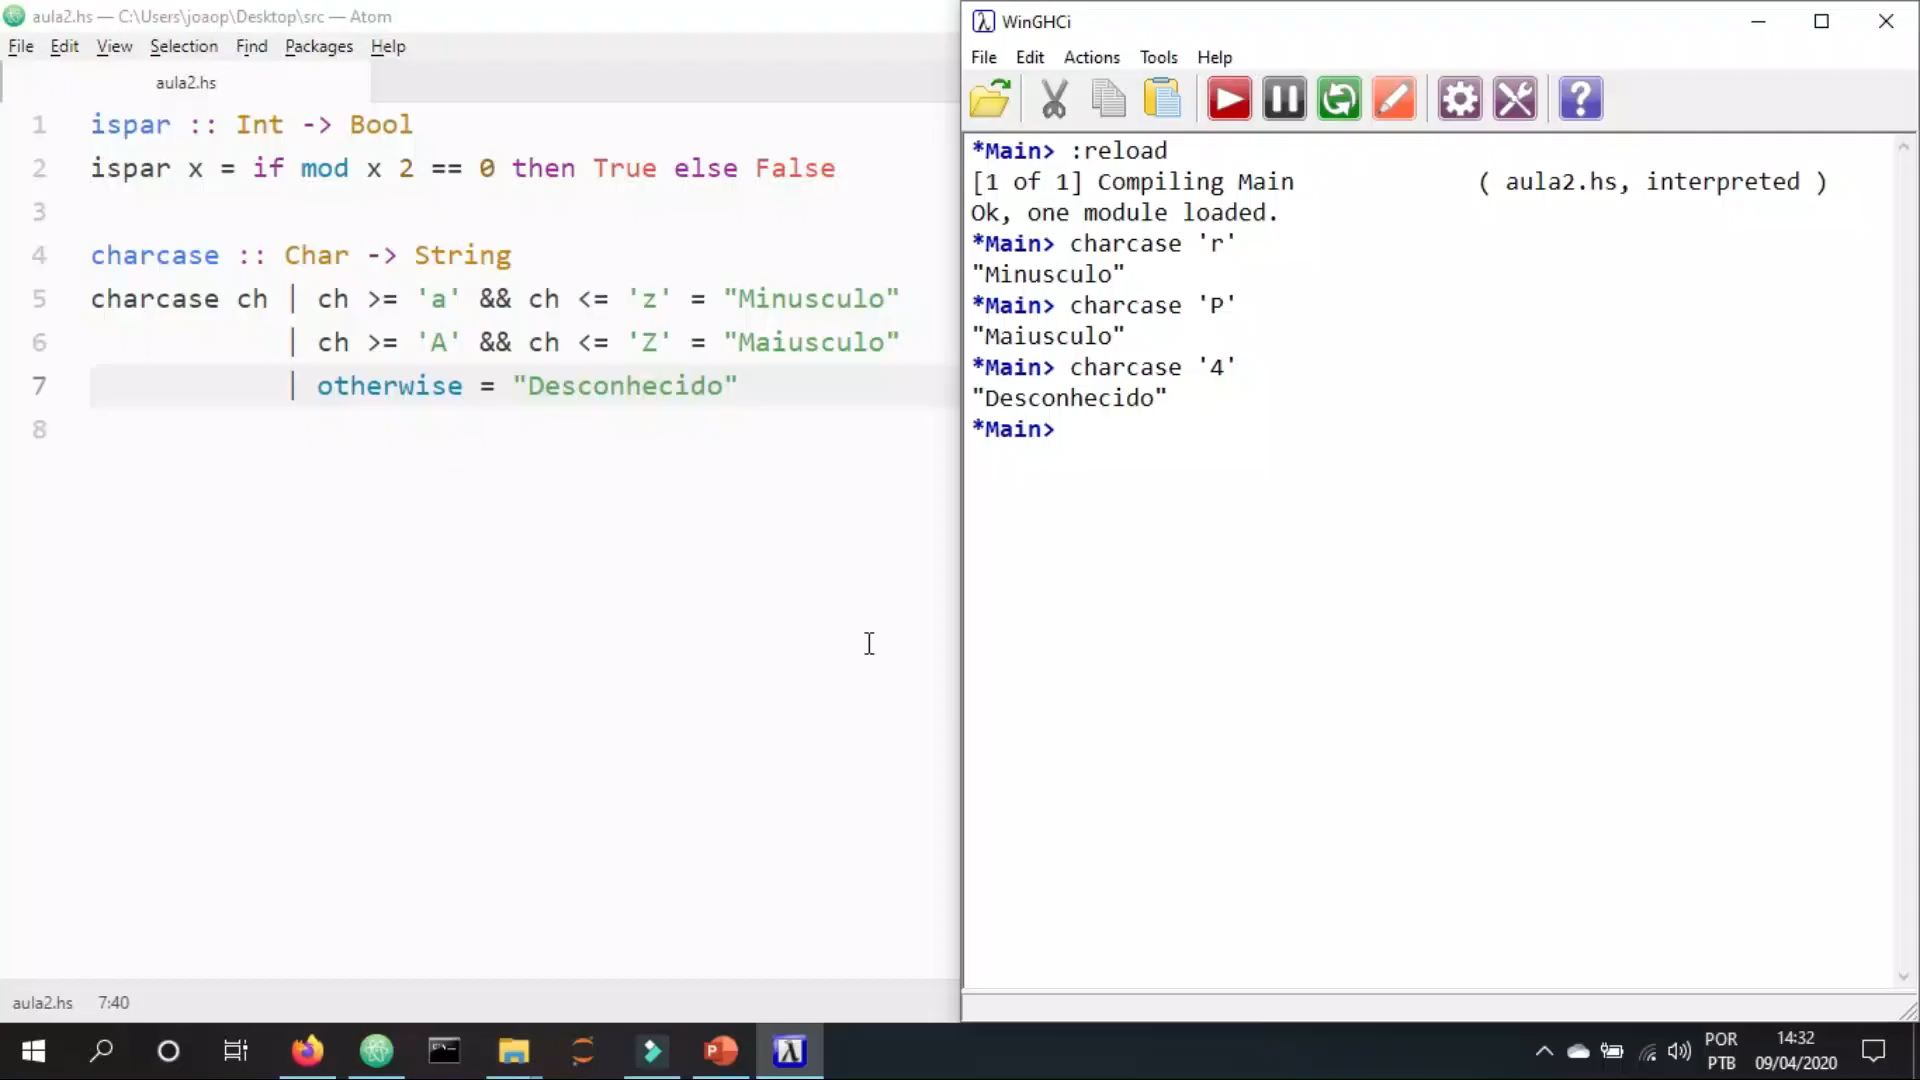 aula2.hs — C:\Users\joaop\Desktop\src — Atom
File Edit View Selection Find Packages Help
aula2.hs
1 ispar :: Int -> Bool
2 ispar x = if mod x 2 == 0 then True else False
3
4 charcase :: Char -> String
5 charcase ch | ch >= 'a' && ch <= 'z' = "Minusculo"
6 | ch >= 'A' && ch <= 'Z' = "Maiusculo"
7 | otherwise = "Desconhecido"
8
aula2.hs 7:40
WinGHCi
File Edit Actions Tools Help
*Main> :reload
[1 of 1] Compiling Main ( aula2.hs, interpreted )
Ok, one module loaded.
*Main> charcase 'r'
"Minusculo"
*Main> charcase 'P'
"Maiusculo"
*Main> charcase '4'
"Desconhecido"
*Main>
POR
PTB
14:32
09/04/2020